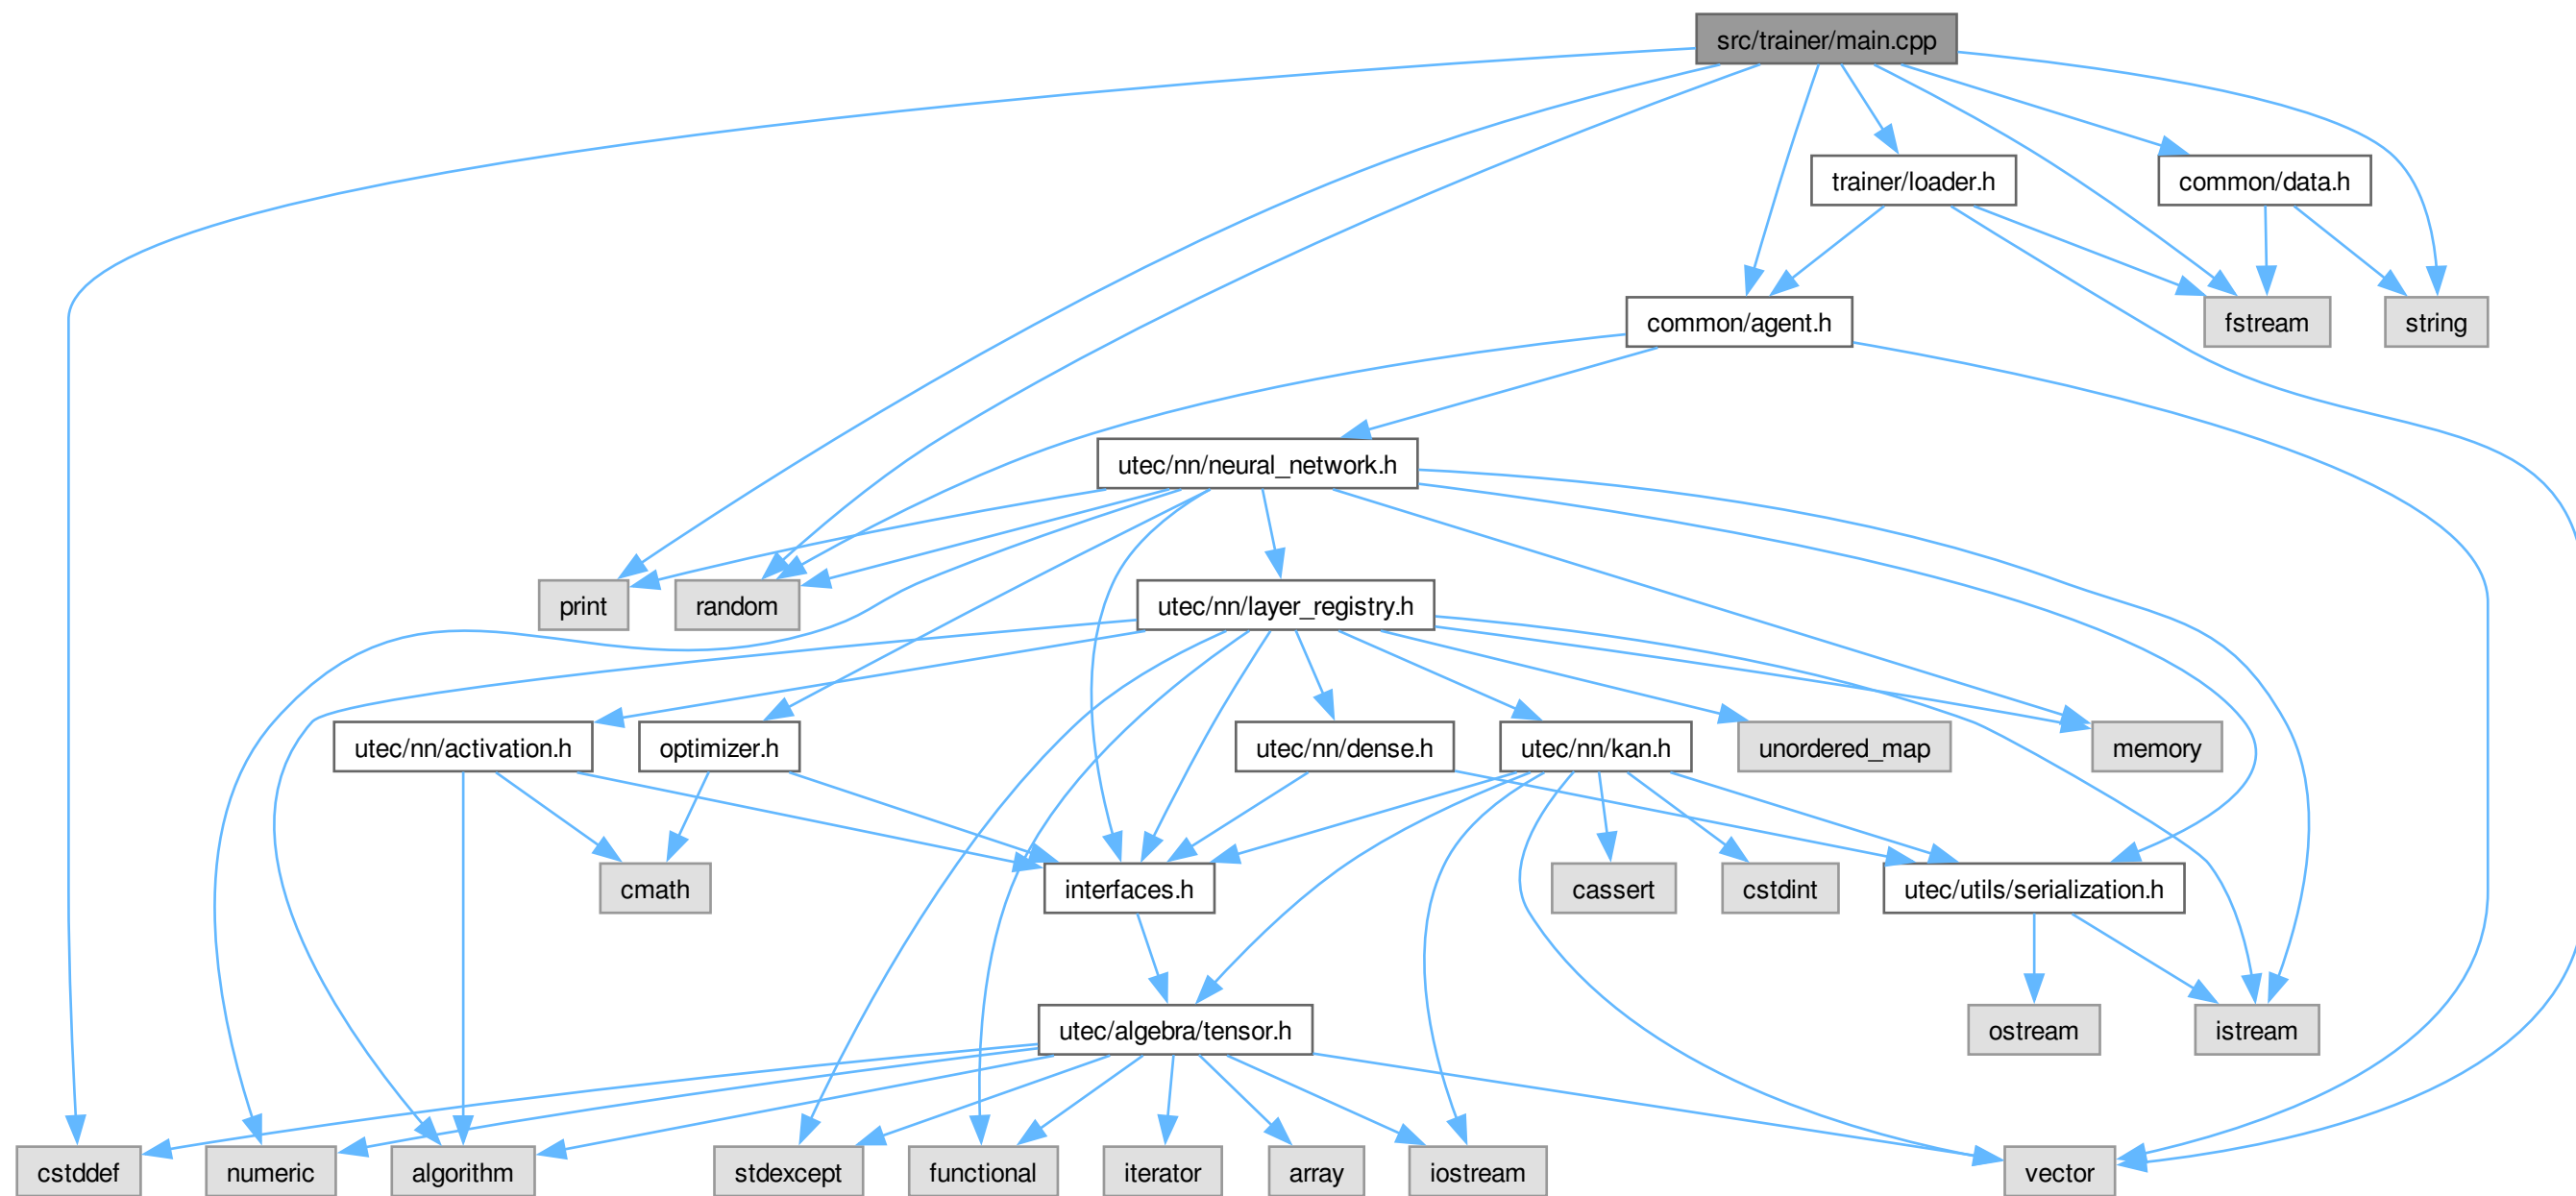 src/trainer/main.cpp
trainer/loader.h
common/data.h
common/agent.h
fstream
string
utec/nn/neural_network.h
print
random
utec/nn/layer_registry.h
utec/nn/activation.h
optimizer.h
utec/nn/dense.h
utec/nn/kan.h
unordered_map
memory
cmath
interfaces.h
cassert
cstdint
utec/utils/serialization.h
utec/algebra/tensor.h
ostream
istream
cstddef
numeric
algorithm
stdexcept
functional
iterator
array
iostream
vector